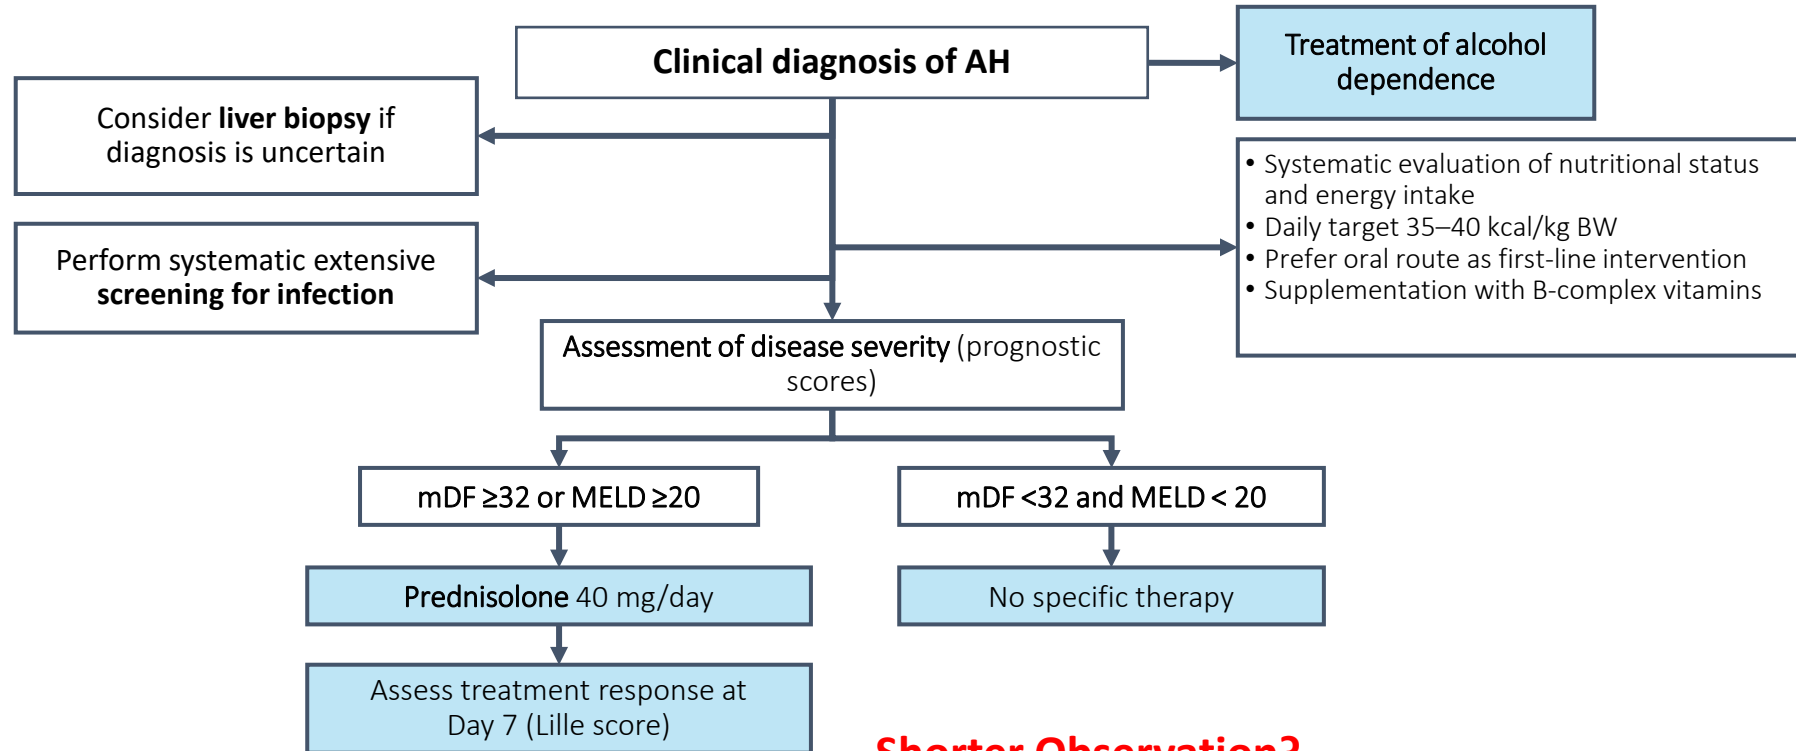 Clinical diagnosis of AH
Treatment of alcohol
dependence
Consider liver biopsy if
diagnosis is uncertain
• Systematic evaluation of nutritional status
and energy intake
• Daily target 35–40 kcal/kg BW
• Prefer oral route as first-line intervention
• Supplementation with B-complex vitamins
Perform systematic extensive
screening for infection
Assessment of disease severity (prognostic
scores)
mDF ≥32 or MELD ≥20
mDF <32 and MELD < 20
Prednisolone 40 mg/day
No specific therapy
Assess treatment response at
Day 7 (Lille score)
Shorter Observation?